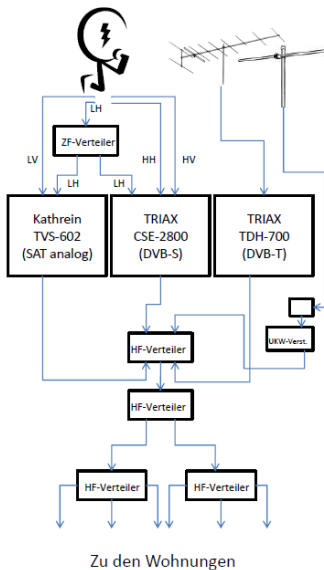 LH
ZF-Verteiler
LV
HH
HV
LH
LH
Kathrein
TVS-602
(SAT analog)
TRIAX
CSE-2800
(DVB-S)
TRIAX
TDH-700
(DVB-T)
HF-Verteiler
UKW-Verst.
HF-Verteiler
HF-Verteiler
HF-Verteiler
Zu den Wohnungen